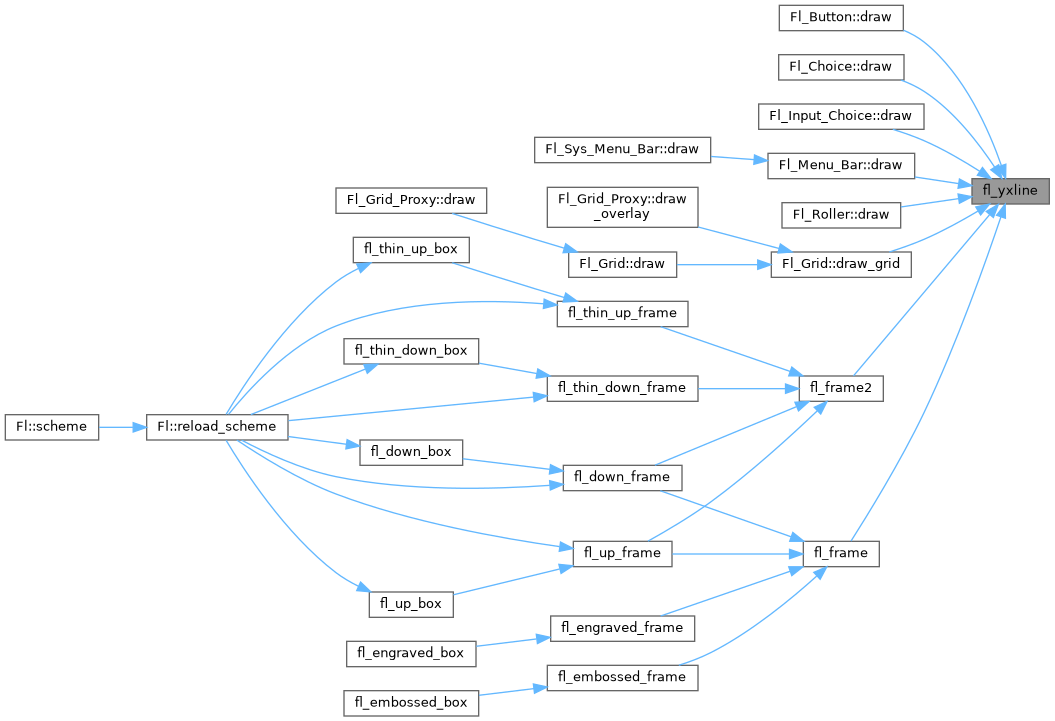 Fl_Button::draw
Fl_Choice::draw
Fl_Input_Choice::draw
Fl_Sys_Menu_Bar::draw
Fl_Menu_Bar::draw
fl_yxline
Fl_Grid_Proxy::draw
Fl_Grid_Proxy::draw
_overlay
Fl_Roller::draw
fl_thin_up_box
Fl_Grid::draw
Fl_Grid::draw_grid
fl_thin_up_frame
fl_thin_down_box
fl_thin_down_frame
fl_frame2
Fl::scheme
Fl::reload_scheme
fl_down_box
fl_down_frame
fl_up_frame
fl_frame
fl_up_box
fl_engraved_frame
fl_engraved_box
fl_embossed_frame
fl_embossed_box